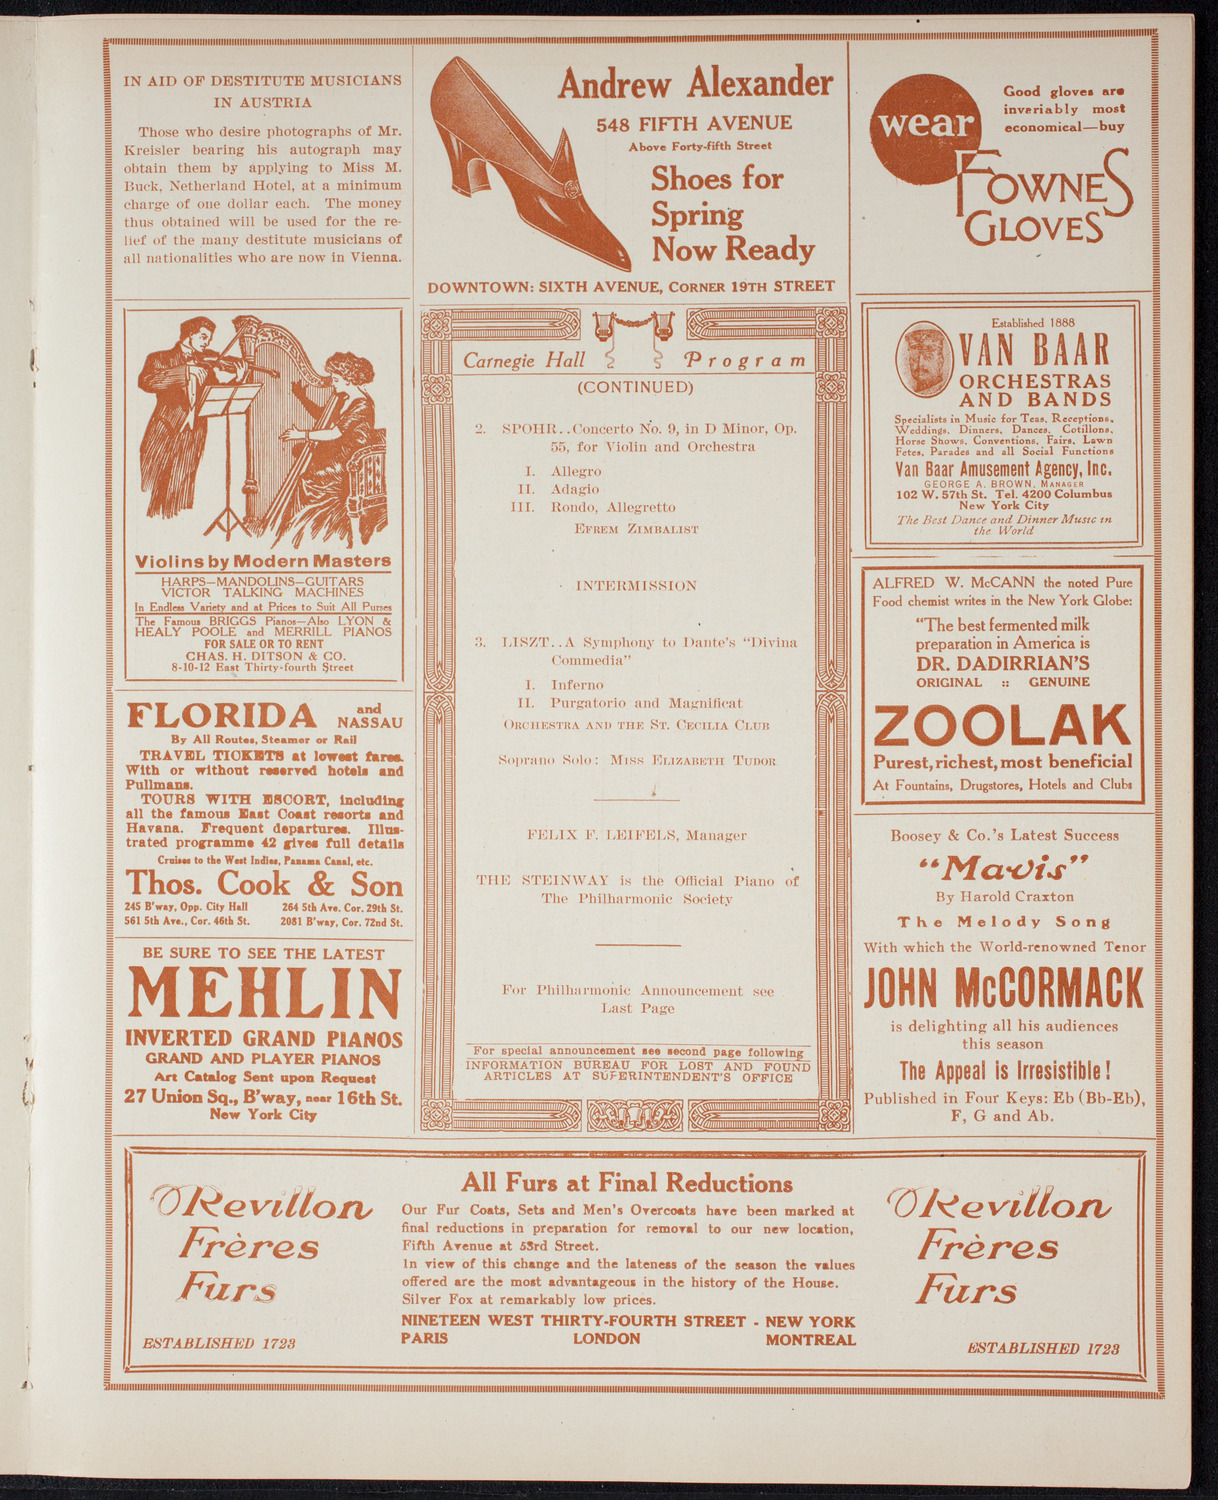 IN AID OF DESTITUTE MUSICIANS
IN AUSTRIA
Those who desire photographs of Mr.
Kreisler bearing his autograph may
obtain them by applying to Miss M.
Buck, Netherland Hotel, at a minimum
charge of one dollar each. The money
thus obtained will be used for the re-
lief of the many destitute musicians of
all nationalities who are now in Vienna.
Andrew Alexander
548 FIFTH AVENUE
Above Forty-fifth Street
Shoes for
Spring
Now Ready
DOWNTOWN: SIXTH AVENUE, CORNER 19TH STREET
wear
Good gloves are
invariably most
economical—buy
FOWNES
GLOVES
Violins by Modern Masters
HARPS—MANDOLINS—GUITARS
VICTOR TALKING MACHINES
In Endless Variety and at Prices to Suit All Purses
The Famous BRIGGS Pianos—Also LYON &
HEALY POOLE and MERRILL PIANOS
FOR SALE OR TO RENT
CHAS. H. DITSON & CO.
8-10-12 East Thirty-fourth Street
FLORIDA and NASSAU
By All Routes, Steamer or Rail
TRAVEL TICKETS at lowest fares.
With or without reserved hotels and
Pullmans.
TOURS WITH ESCORT, including
all the famous East Coast resorts and
Havana. Frequent departures. Illus-
trated programme 42 gives full details
Cruises to the West Indies, Panama Canal, etc.
Thos. Cook & Son
245 B'way, Opp. City Hall 264 5th Ave. Cor. 29th St.
561 5th Ave., Cor. 46th St. 2081 B'way, Cor. 72nd St.
BE SURE TO SEE THE LATEST
MEHLIN
INVERTED GRAND PIANOS
GRAND AND PLAYER PIANOS
Art Catalog Sent upon Request
27 Union Sq., B'way, near 16th St.
New York City
Carnegie Hall Program
(CONTINUED)
2. SPOHR..Concerto No. 9, in D Minor, Op.
55, for Violin and Orchestra
I. Allegro
II. Adagio
III. Rondo, Allegretto
EFREM ZIMBALIST
INTERMISSION
3. LISZT..A Symphony to Dante's "Divina
Commedia"
I. Inferno
II. Purgatorio and Magnificat
ORCHESTRA AND THE ST. CECILIA CLUB
Soprano Solo: MISS ELIZABETH TUDOR
FELIX F. LEIFELS, Manager
THE STEINWAY is the Official Piano of
The Philharmonic Society
For Philharmonic Announcement see
Last Page
For special announcement see second page following
INFORMATION BUREAU FOR LOST AND FOUND
ARTICLES AT SUPERINTENDENT'S OFFICE
Established 1888
VAN BAAR
ORCHESTRAS
AND BANDS
Specialists in Music for Teas, Receptions,
Weddings, Dinners, Dances, Cotillons,
Horse Shows, Conventions, Fairs, Lawn
Fetes, Parades and all Social Functions
Van Baar Amusement Agency, Inc.
GEORGE A. BROWN, MANAGER
102 W. 57th St. Tel. 4200 Columbus
New York City
The Best Dance and Dinner Music in
the World
ALFRED W. McCANN the noted Pure
Food chemist writes in the New York Globe:
"The best fermented milk
preparation in America is
DR. DADIRRIAN'S
ORIGINAL :: GENUINE
ZOOLAK
Purest, richest, most beneficial
At Fountains, Drugstores, Hotels and Clubs
Boosey & Co.'s Latest Success
"Mavis"
By Harold Craxton
The Melody Song
With which the World-renowned Tenor
JOHN McCORMACK
is delighting all his audiences
this season
The Appeal is Irresistible!
Published in Four Keys: Eb (Bb-Eb),
F, G and Ab.
Revillon
Frères
Furs
ESTABLISHED 1723
All Furs at Final Reductions
Our Fur Coats, Sets and Men's Overcoats have been marked at
final reductions in preparation for removal to our new location,
Fifth Avenue at 53rd Street.
In view of this change and the lateness of the season the values
offered are the most advantageous in the history of the House.
Silver Fox at remarkably low prices.
NINETEEN WEST THIRTY-FOURTH STREET - NEW YORK
PARIS LONDON MONTREAL
Revillon
Frères
Furs
ESTABLISHED 1723